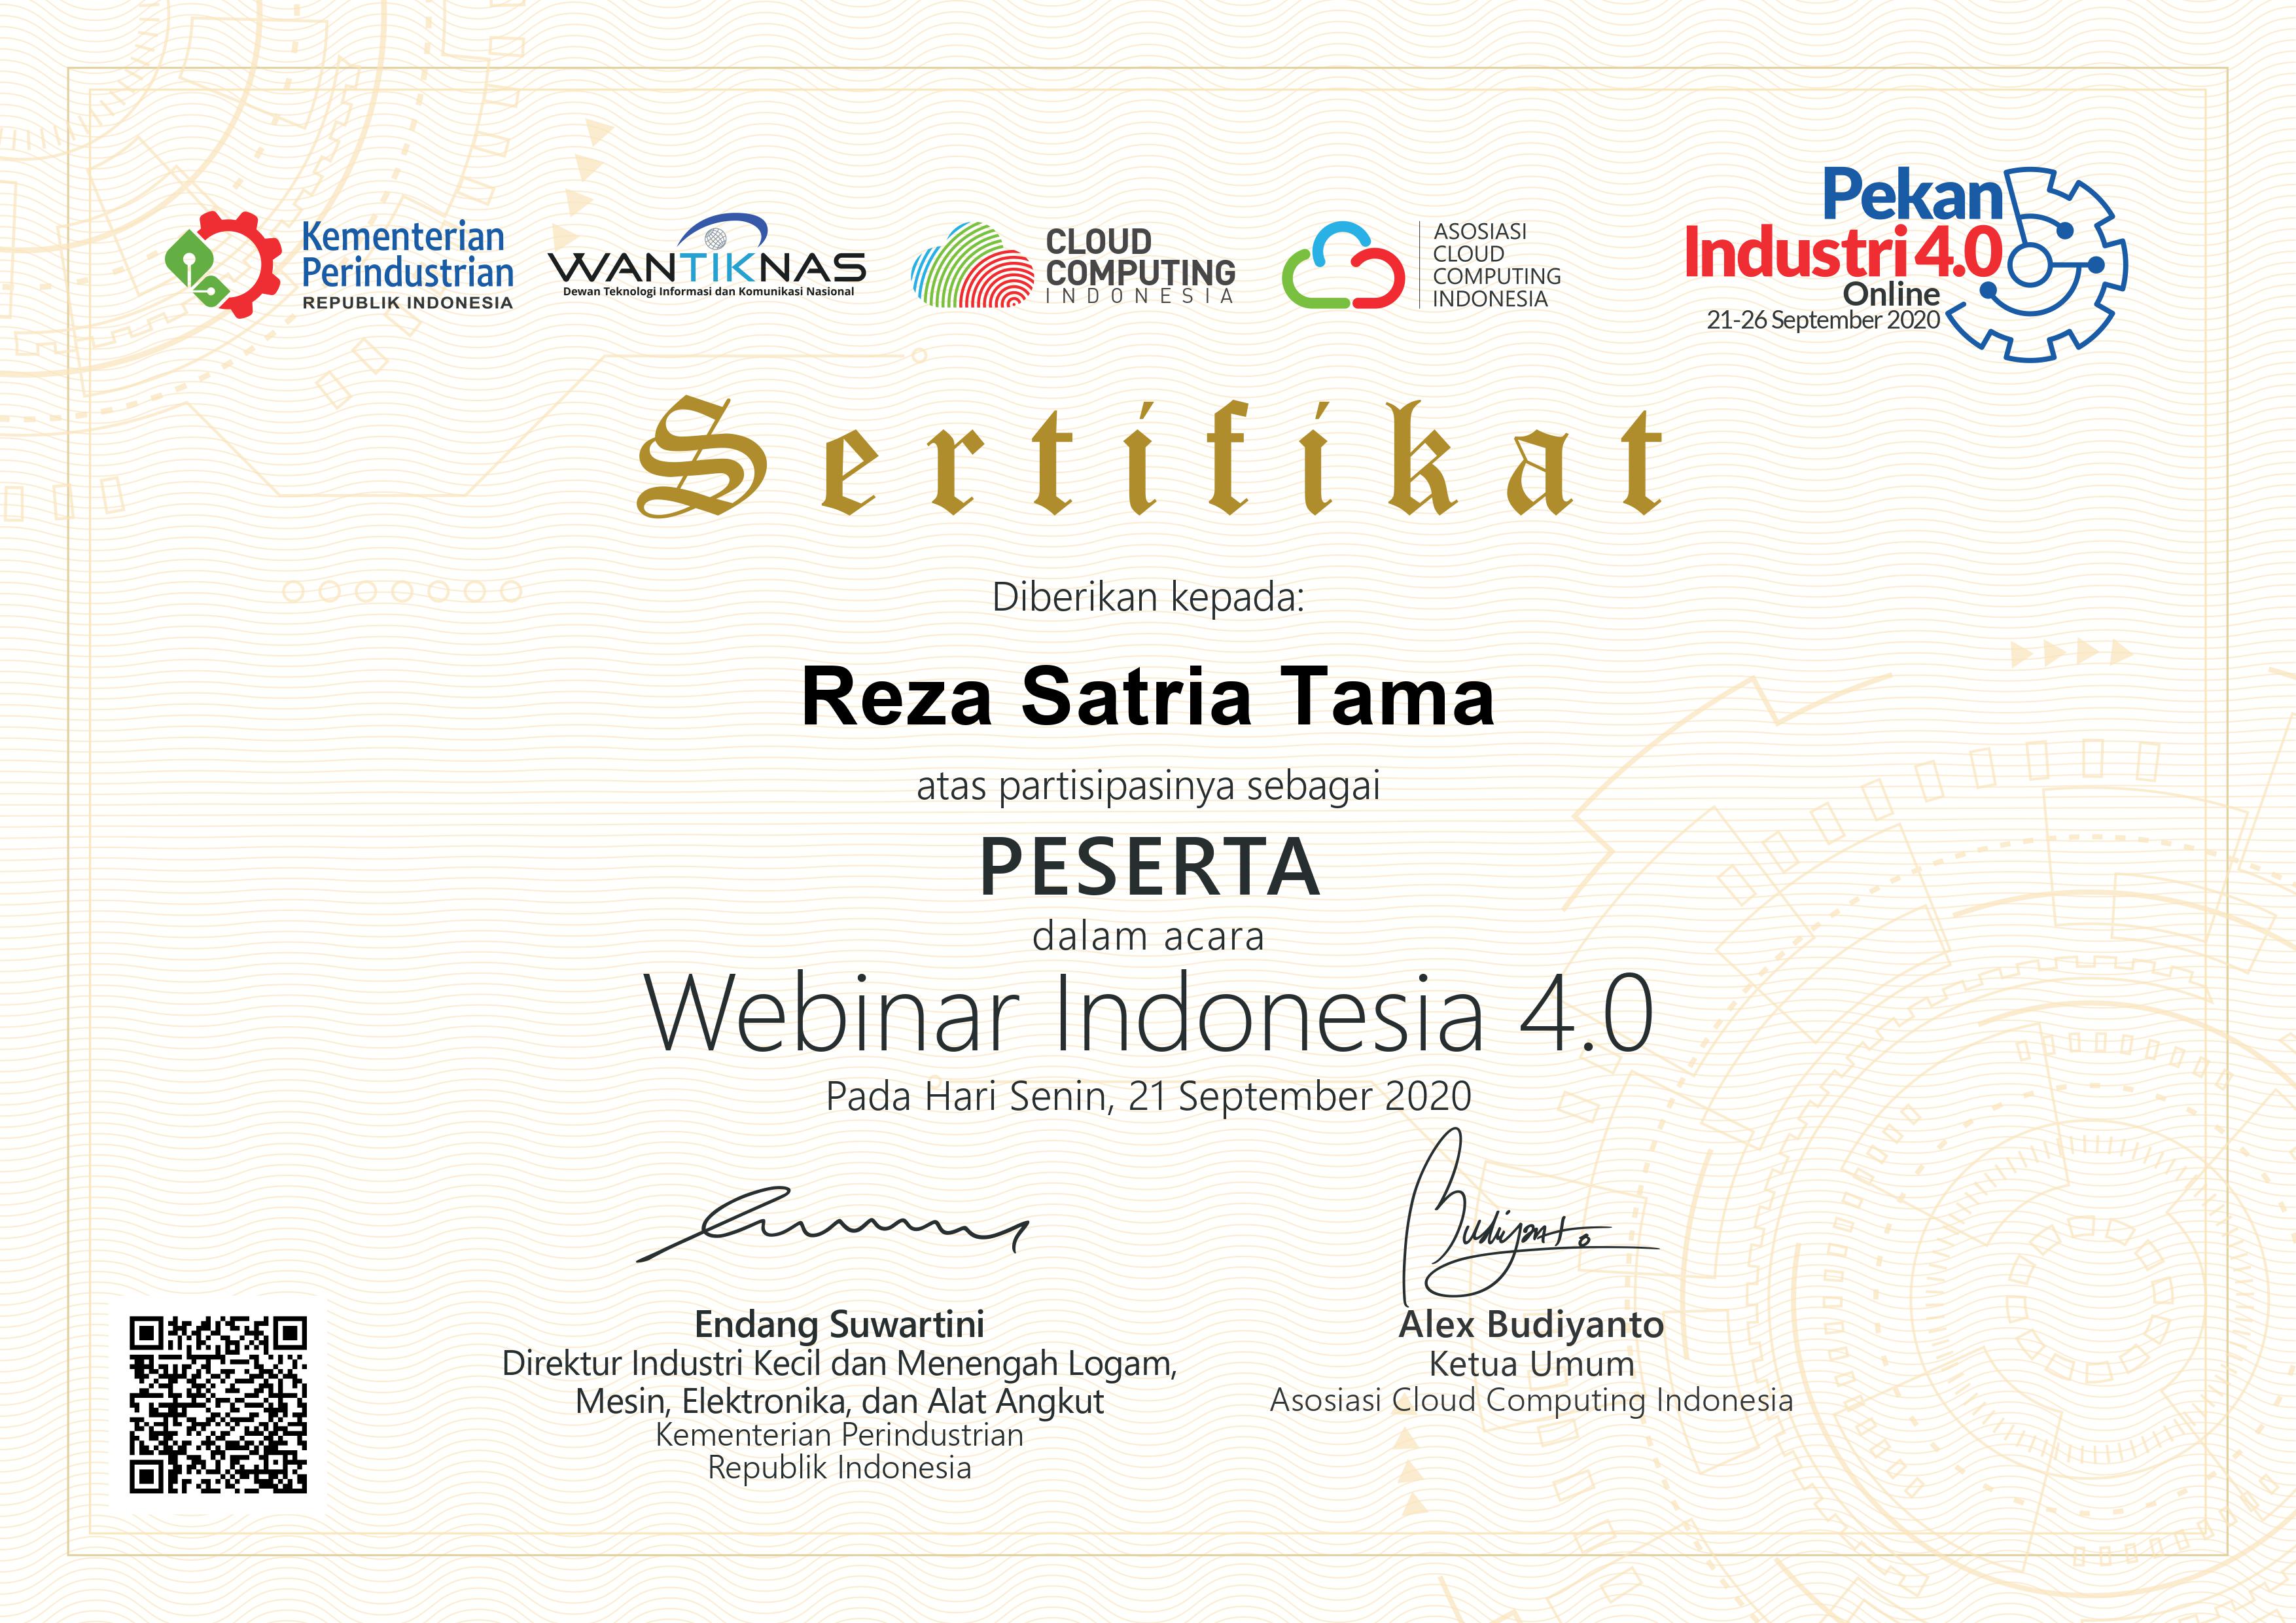 Kementerian
Perindustrian
REPUBLIK INDONESIA
WANTIKNAS
Dewan Teknologi Informasi dan Komunikasi Nasional
CLOUD
COMPUTING
INDONESIA
ASOSIASI
CLOUD
COMPUTING
INDONESIA
Pekan
Industri 4.0
Online
21-26 September 2020
Sertifikat
Diberikan kepada:
Reza Satria Tama
atas partisipasinya sebagai
PESERTA
dalam acara
Webinar Indonesia 4.0
Pada Hari Senin, 21 September 2020
Budiyanto
Endang Suwartini
Direktur Industri Kecil dan Menengah Logam,
Mesin, Elektronika, dan Alat Angkut
Kementerian Perindustrian
Republik Indonesia
Alex Budiyanto
Ketua Umum
Asosiasi Cloud Computing Indonesia